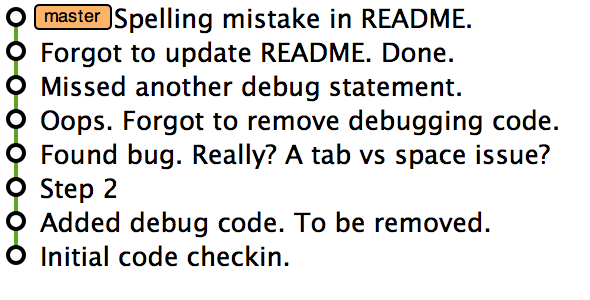 master Spelling mistake in README.
Forgot to update README. Done.
Missed another debug statement.
Oops. Forgot to remove debugging code.
Found bug. Really? A tab vs space issue?
Step 2
Added debug code. To be removed.
Initial code checkin.